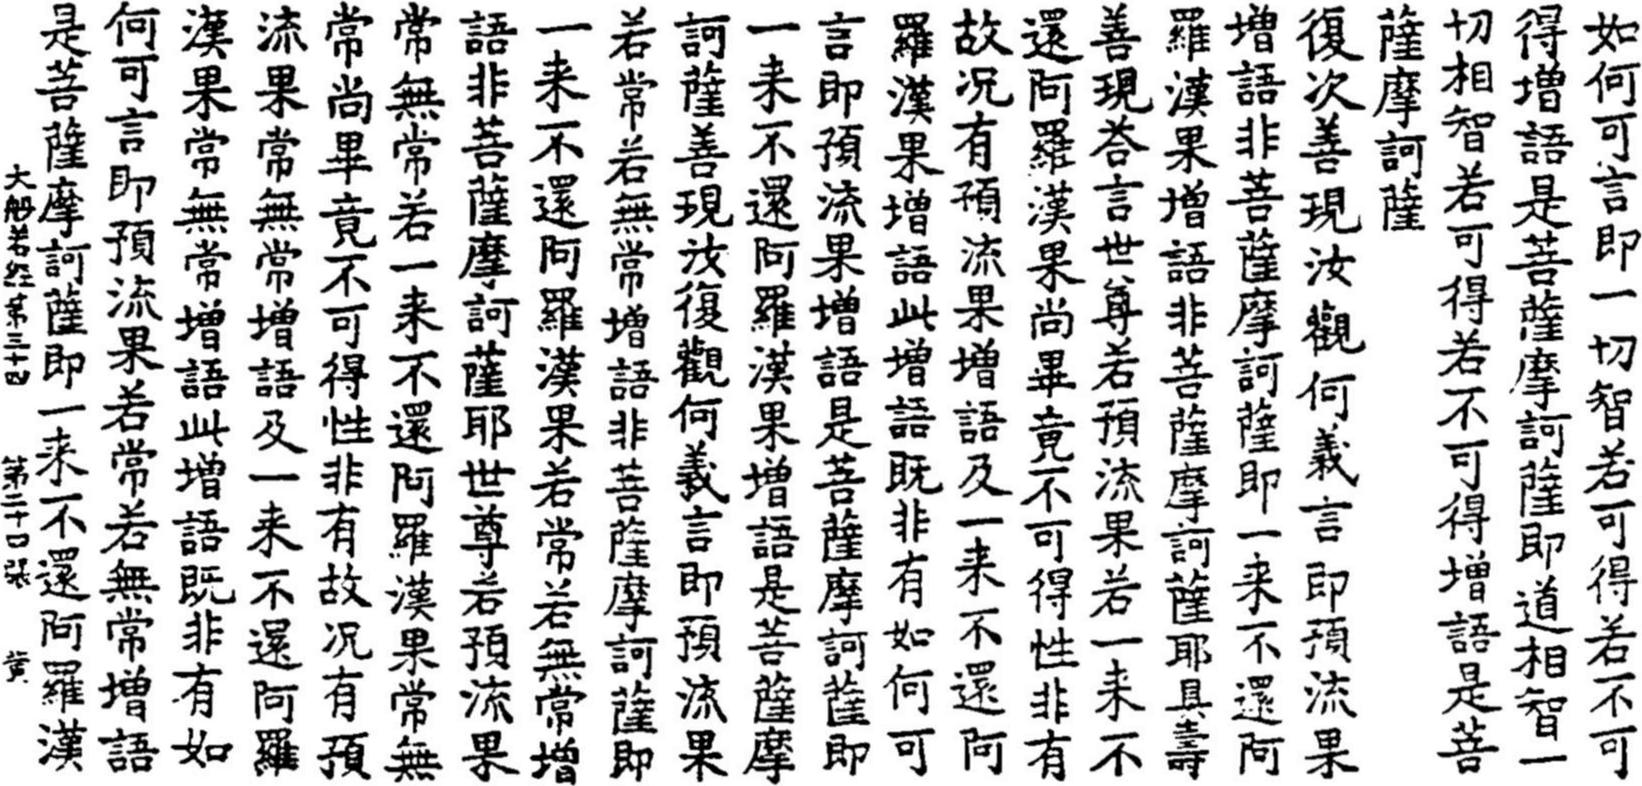 如何可言即一切智若可得若不可
得增語是菩薩摩訶薩即道相智一
切相智若可得若不可得增語是菩
薩摩訶薩
復次善現汝觀何義言即預流果
增語非菩薩摩訶薩即一来不還阿
羅漢果增語非菩薩摩訶薩耶具壽
善現荅言世尊若預流果若一来不
還阿羅漢果尚畢竟不可得性非有
故况有預流果增語及一来不還阿
羅漢果增語此增語既非有如何可
言即預流果增語是菩薩摩訶薩即
一来不還阿羅漢果增語是菩薩摩
訶薩善現汝復觀何義言即預流果
若常若無常增語非菩薩摩訶薩即
一来不還阿羅漢果若常若無常增
語非菩薩摩訶薩耶世尊若預流果
常無常若一来不還阿羅漢果常無
常尚畢竟不可得性非有故况有預
流果常無常增語及一来不還阿羅
漢果常無常增語此增語既非有如
何可言即預流果若常若無常增語
是菩薩摩訶薩即一来不還阿羅漢
大般若経第三十四 第二十張 黄